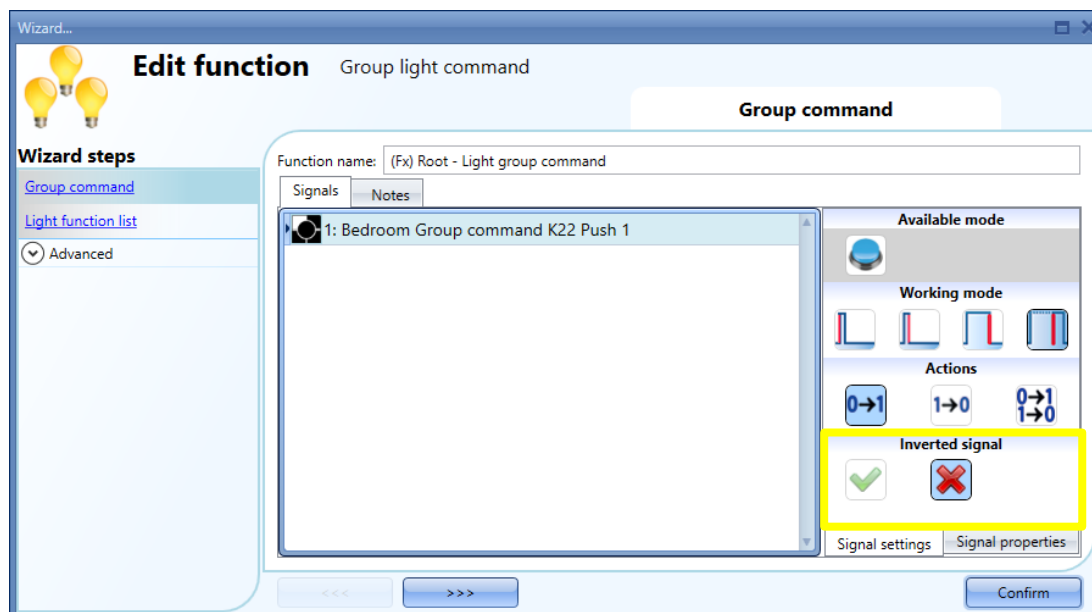 Wizard...
Edit function Group light command
Group command
Wizard steps
Group command
Light function list
Advanced
Function name: (Fx) Root - Light group command
Signals Notes
1: Bedroom Group command K22 Push 1
Available mode
Working mode
Actions
0→1 1→0 0→1
1→0
Inverted signal
Signal settings Signal properties
<<< >>> Confirm